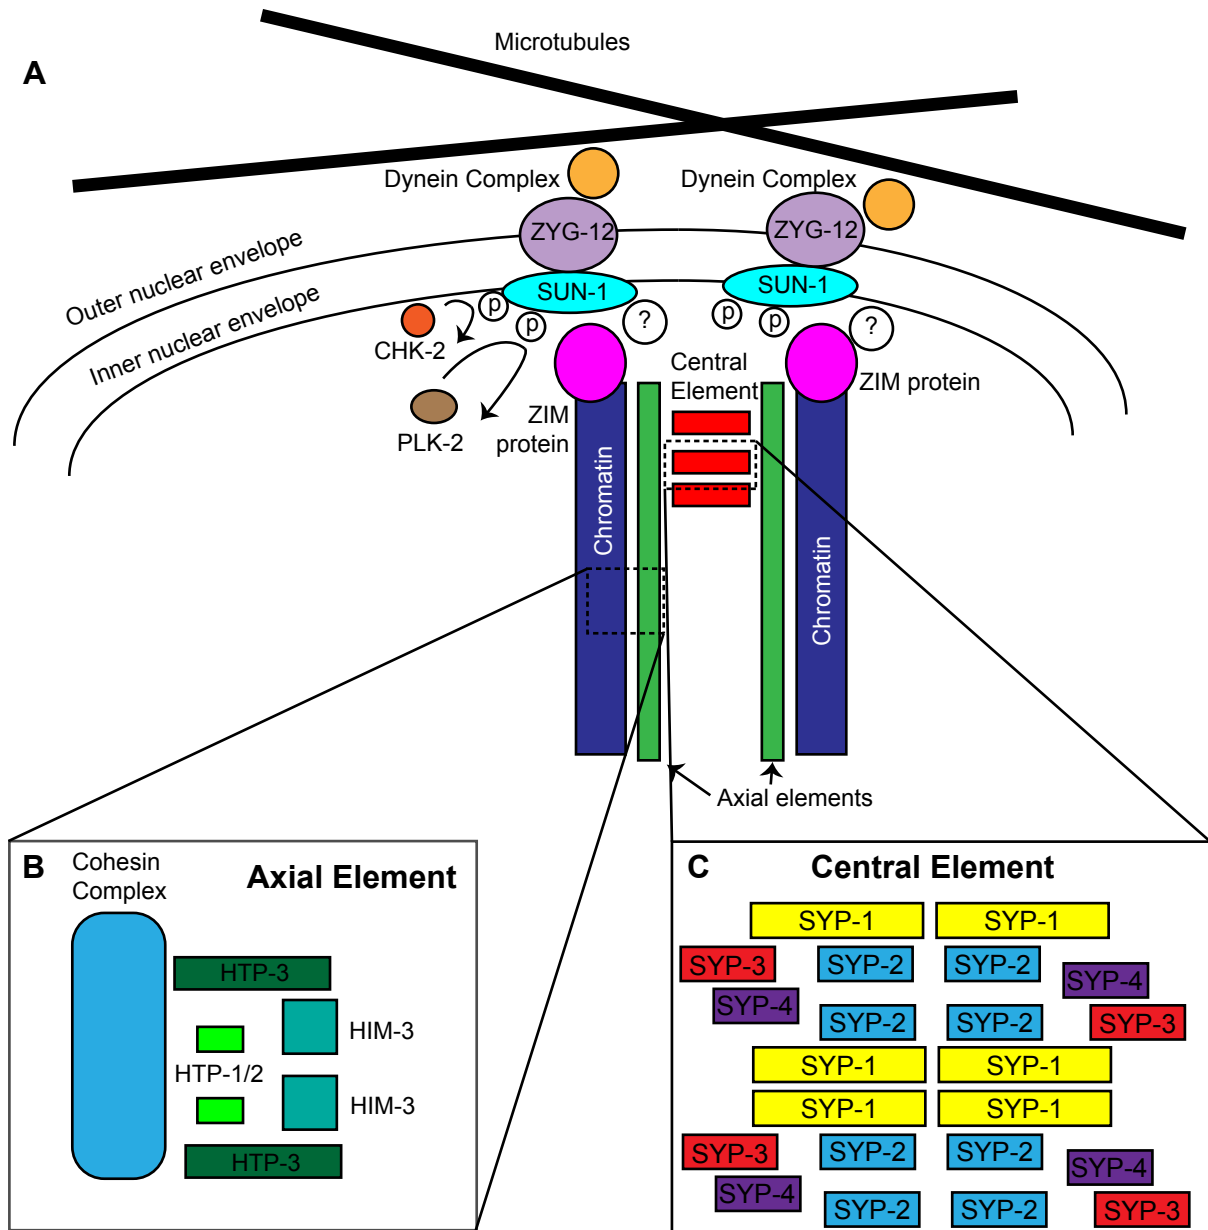 Microtubules
A
Dynein Complex
Dynein Complex
ZYG-12
ZYG-12
Outer nuclear envelope
Inner nuclear envelope
SUN-1
SUN-1
p
p
?
p
p
?
CHK-2
PLK-2
ZIM
protein
Central
Element
ZIM protein
Chromatin
Chromatin
Axial elements
B
Cohesin
Complex
Axial Element
HTP-3
HIM-3
HTP-1/2
HIM-3
HTP-3
C
Central Element
SYP-1
SYP-1
SYP-3
SYP-2
SYP-2
SYP-4
SYP-4
SYP-2
SYP-2
SYP-3
SYP-1
SYP-1
SYP-1
SYP-1
SYP-3
SYP-2
SYP-2
SYP-4
SYP-4
SYP-2
SYP-2
SYP-3